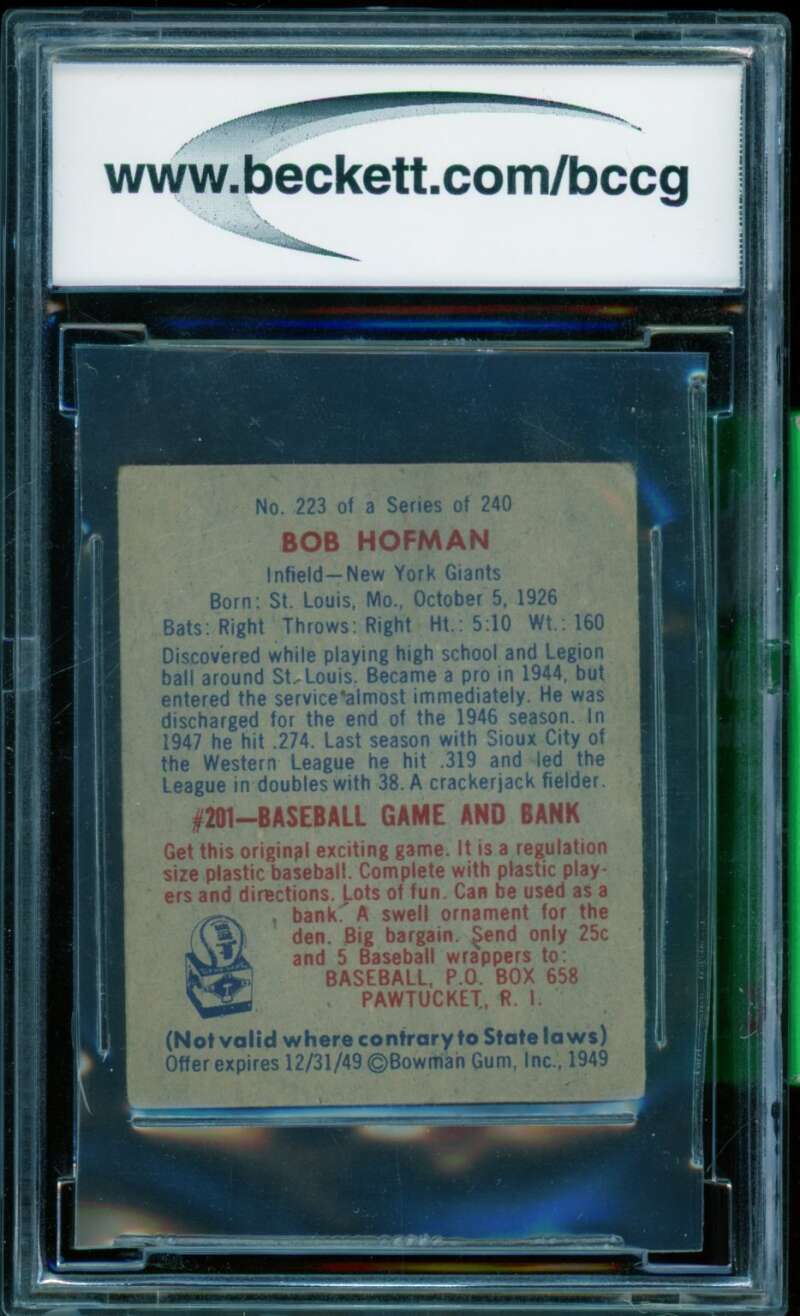 www.beckett.com/bccg
No. 223 of a Series of 240
BOB HOFMAN
Infield—New York Giants
Born: St. Louis, Mo., October 5, 1926
Bats: Right Throws: Right Ht.: 5:10 Wt.: 160
Discovered while playing high school and Legion
ball around St. Louis. Became a pro in 1944, but
entered the service almost immediately. He was
discharged for the end of the 1946 season. In
1947 he hit .274. Last season with Sioux City of
the Western League he hit .319 and led the
League in doubles with 38. A crackerjack fielder.
#201—BASEBALL GAME AND BANK
Get this original exciting game. It is a regulation
size plastic baseball. Complete with plastic play-
ers and directions. Lots of fun. Can be used as a
bank. A swell ornament for the
den. Big bargain. Send only 25c
and 5 Baseball wrappers to:
BASEBALL, P.O. BOX 658
PAWTUCKET, R. I.
(Not valid where contrary to State laws)
Offer expires 12/31/49 ©Bowman Gum, Inc., 1949